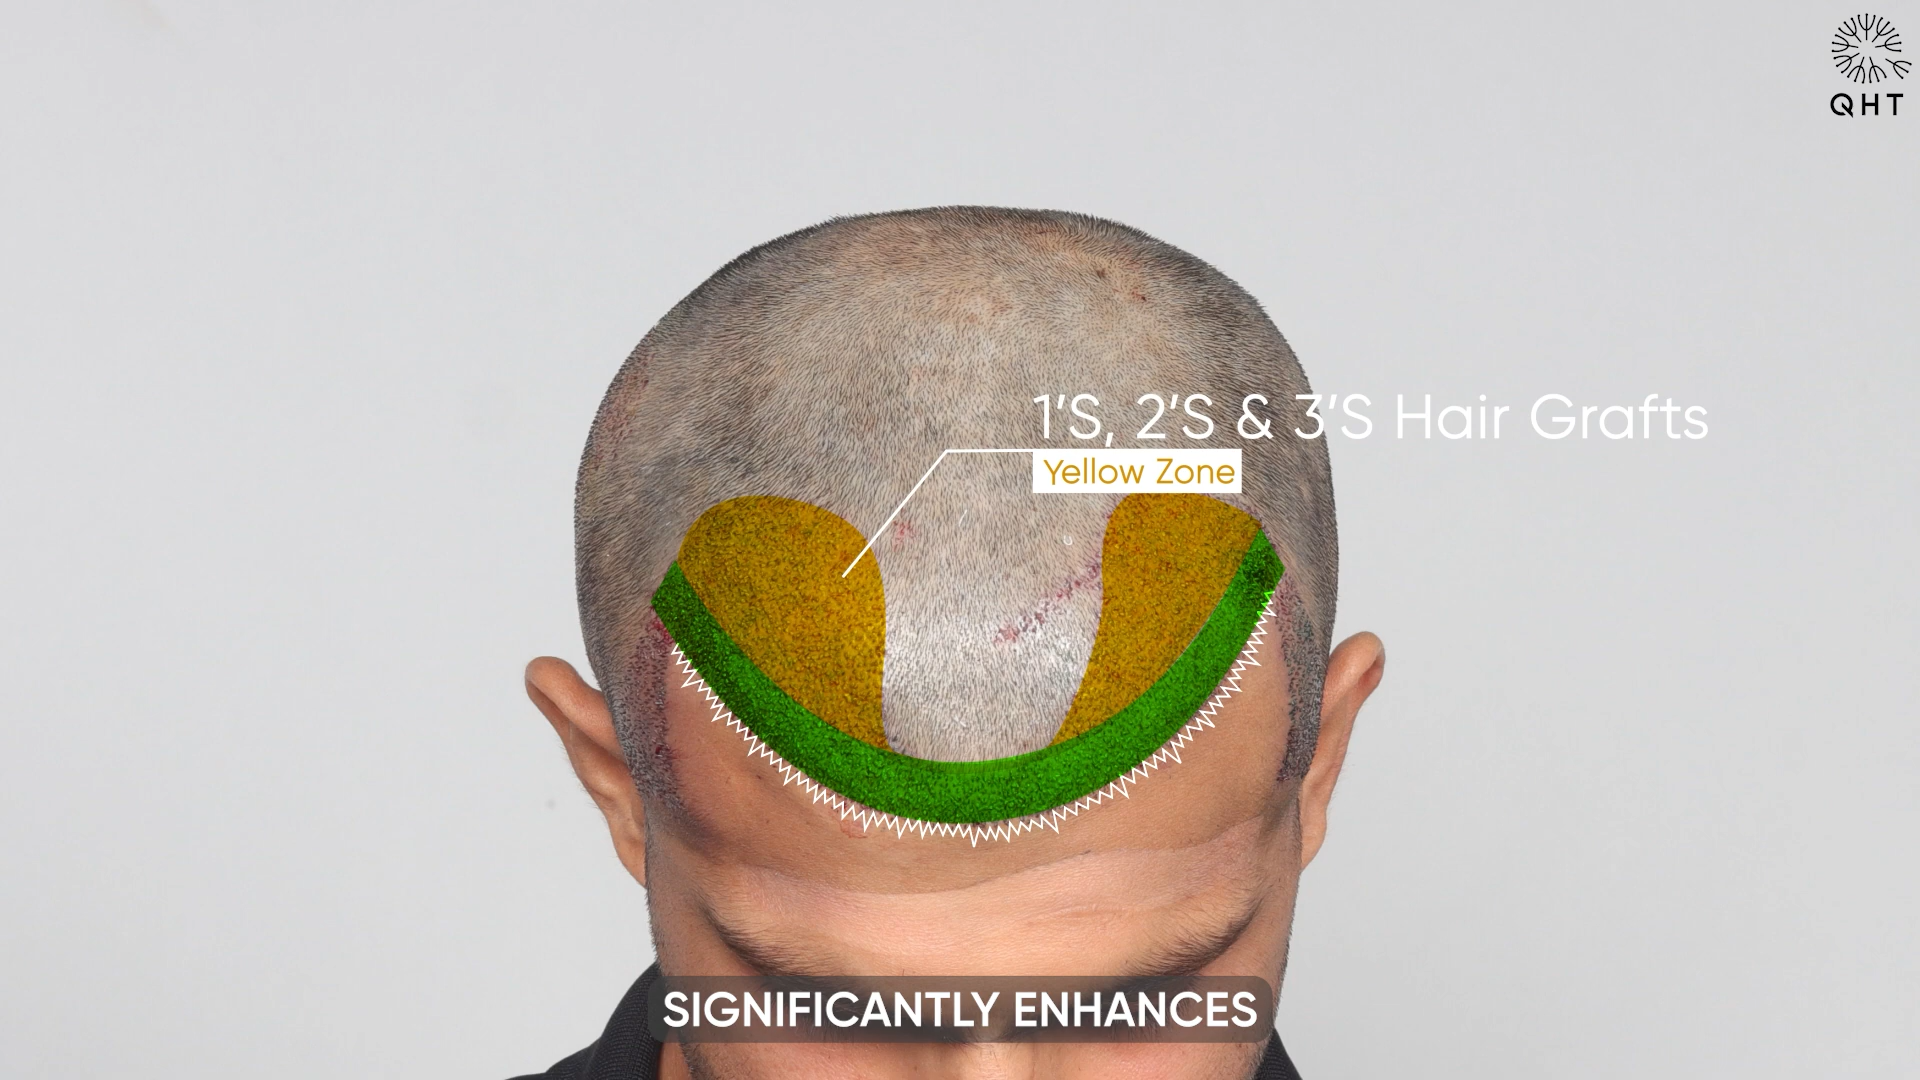 QHT
1'S, 2'S & 3'S Hair Grafts
Yellow Zone
SIGNIFICANTLY ENHANCES